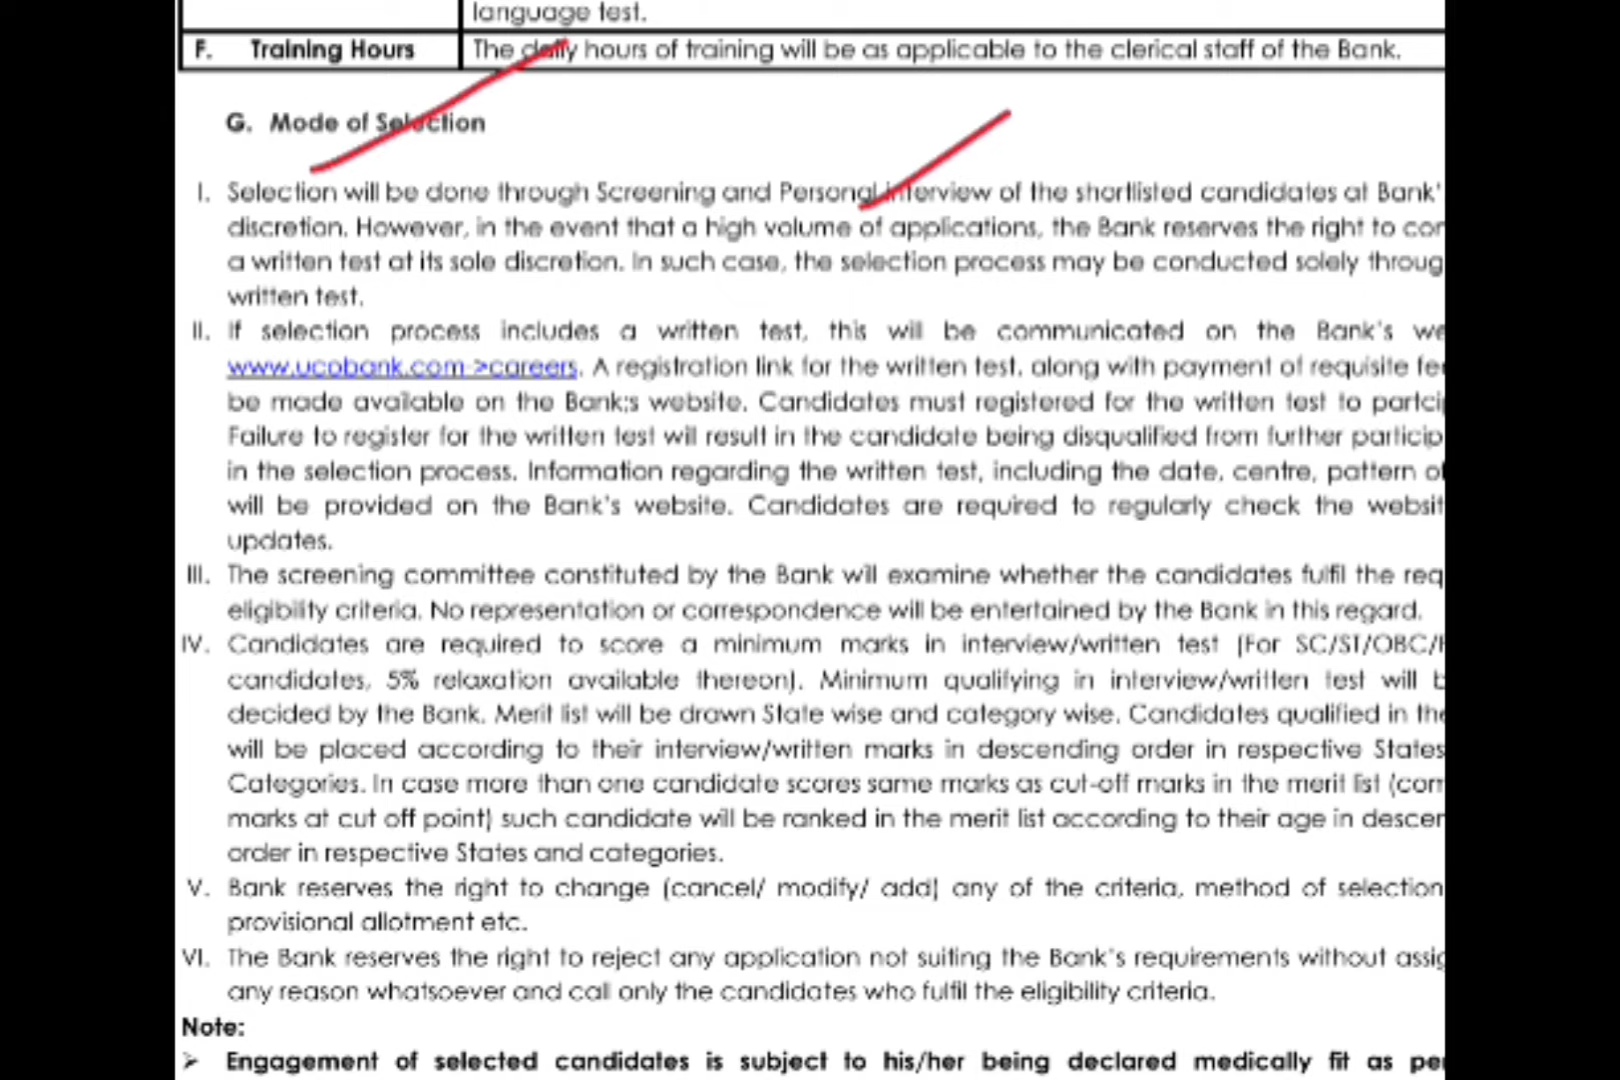 language test.
F. Training Hours The daily hours of training will be as applicable to the clerical staff of the Bank.
G. Mode of Selection
I. Selection will be done through Screening and Personal Interview of the shortlisted candidates at Bank'
discretion. However, in the event that a high volume of applications, the Bank reserves the right to con
a written test at its sole discretion. In such case, the selection process may be conducted solely throug
written test.
II. If selection process includes a written test, this will be communicated on the Bank's we
www.ucobank.com->careers. A registration link for the written test, along with payment of requisite fe
be made available on the Bank;s website. Candidates must registered for the written test to partcip
Failure to register for the written test will result in the candidate being disqualified from further particip
in the selection process. Information regarding the written test, including the date, centre, pattern of
will be provided on the Bank's website. Candidates are required to regularly check the websit
updates.
III. The screening committee constituted by the Bank will examine whether the candidates fulfil the req
eligibility criteria. No representation or correspondence will be entertained by the Bank in this regard.
IV. Candidates are required to score a minimum marks in interview/written test (For SC/ST/OBC/
candidates, 5% relaxation available thereon). Minimum qualifying in interview/written test will b
decided by the Bank. Merit list will be drawn State wise and category wise. Candidates qualified in the
will be placed according to their interview/written marks in descending order in respective States
Categories. In case more than one candidate scores same marks as cut-off marks in the merit list (com
marks at cut off point) such candidate will be ranked in the merit list according to their age in descen
order in respective States and categories.
V. Bank reserves the right to change (cancel/ modify/ add) any of the criteria, method of selection
provisional allotment etc.
VI. The Bank reserves the right to reject any application not suiting the Bank's requirements without assig
any reason whatsoever and call only the candidates who fulfil the eligibility criteria.
Note:
➢ Engagement of selected candidates is subject to his/her being declared medically fit as per